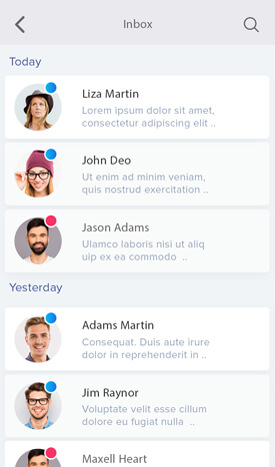 Inbox
Today
Liza Martin
Lorem ipsum dolor sit amet,
consectetur adipiscing elit ..
John Deo
Ut enim ad minim veniam,
quis nostrud exercitation ..
Jason Adams
Ulamco laboris nisi ut aliq
uip ex ea commodo ..
Yesterday
Adams Martin
Consequat. Duis aute irure
dolor in reprehenderit in ..
Jim Raynor
Voluptate velit esse cillum
dolore eu fugiat nulla ..
Maxell Heart